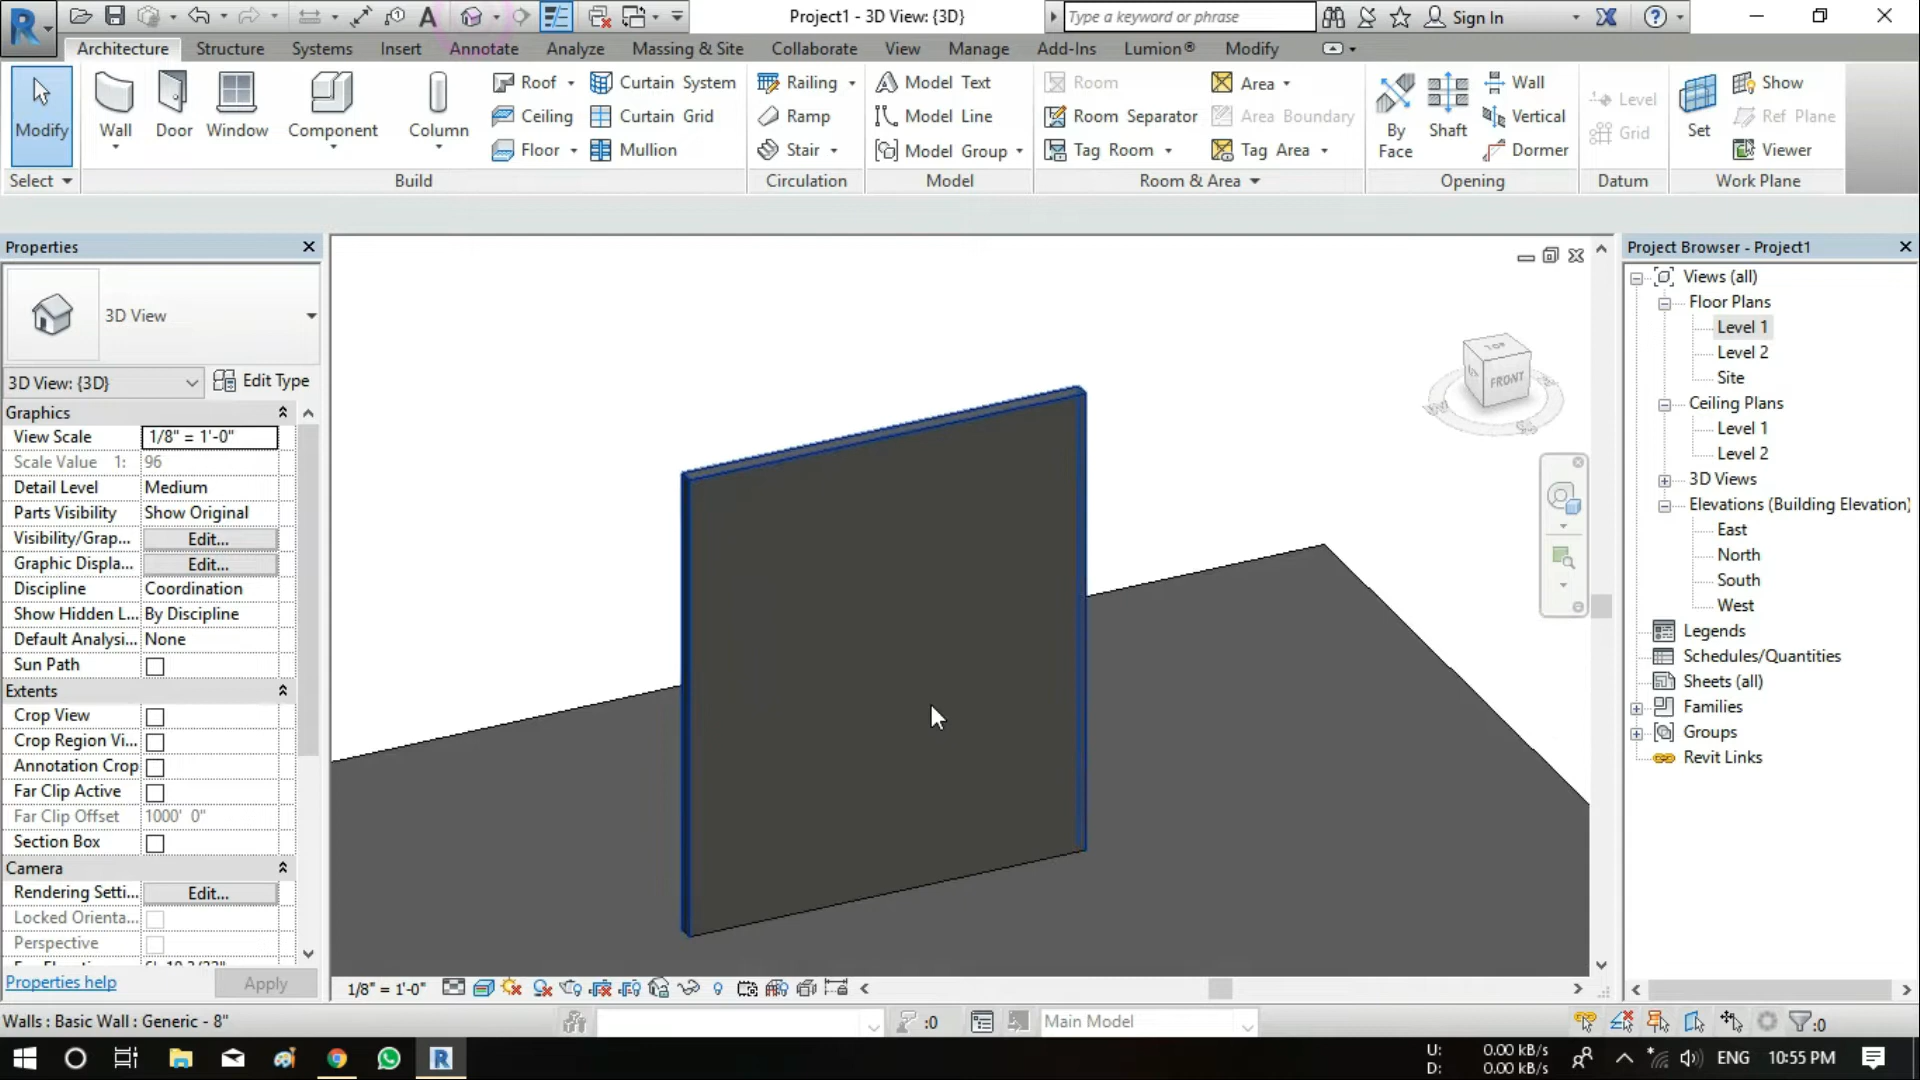 Project1 - 3D View: {3D}
Type a keyword or phrase
Sign In
Architecture Structure Systems Insert Annotate Analyze Massing & Site Collaborate View Manage Add-Ins Lumion® Modify
Modify
Wall
Door
Window
Component
Column
Roof
Ceiling
Floor
Curtain System
Curtain Grid
Mullion
Railing
Ramp
Stair
Model Text
Model Line
Model Group
Room
Room Separator
Tag Room
Area
Area Boundary
Tag Area
By Face
Shaft
Wall
Vertical
Dormer
Level
Grid
Set
Show
Ref Plane
Viewer
Select
Build
Circulation
Model
Room & Area
Opening
Datum
Work Plane
Properties
3D View
3D View: {3D}
Edit Type
Graphics
View Scale 1/8" = 1'-0"
Scale Value 1: 96
Detail Level Medium
Parts Visibility Show Original
Visibility/Grap... Edit...
Graphic Displa... Edit...
Discipline Coordination
Show Hidden L... By Discipline
Default Analysi... None
Sun Path
Extents
Crop View
Crop Region Vi...
Annotation Crop
Far Clip Active
Far Clip Offset 1000' 0"
Section Box
Camera
Rendering Setti... Edit...
Locked Orienta...
Perspective
Properties help
Apply
TOP
FRONT
1/8" = 1'-0"
Project Browser - Project1
Views (all)
Floor Plans
Level 1
Level 2
Site
Ceiling Plans
Level 1
Level 2
3D Views
Elevations (Building Elevation)
East
North
South
West
Legends
Schedules/Quantities
Sheets (all)
Families
Groups
Revit Links
Walls : Basic Wall : Generic - 8"
:0
Main Model
:0
U: 0.00 kB/s
D: 0.00 kB/s
ENG
10:55 PM